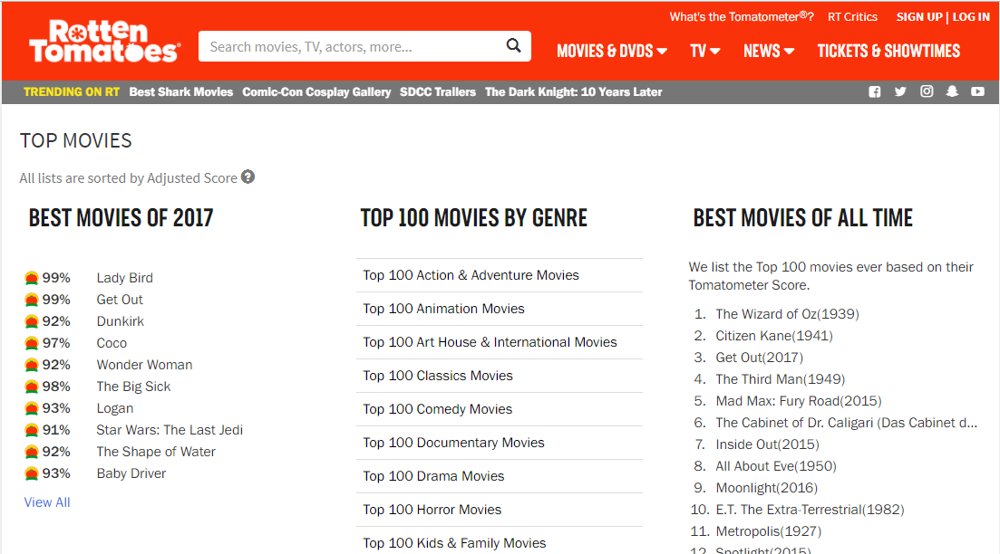 What's the Tomatometer®? RT Critics SIGN UP | LOG IN
Rotten
Tomatoes®
Search movies, TV, actors, more...
MOVIES & DVDS TV NEWS TICKETS & SHOWTIMES
TRENDING ON RT Best Shark Movies Comic-Con Cosplay Gallery SDCC Trailers The Dark Knight: 10 Years Later
TOP MOVIES
All lists are sorted by Adjusted Score ?
BEST MOVIES OF 2017
99% Lady Bird
99% Get Out
92% Dunkirk
97% Coco
92% Wonder Woman
98% The Big Sick
93% Logan
91% Star Wars: The Last Jedi
92% The Shape of Water
93% Baby Driver
View All
TOP 100 MOVIES BY GENRE
Top 100 Action & Adventure Movies
Top 100 Animation Movies
Top 100 Art House & International Movies
Top 100 Classics Movies
Top 100 Comedy Movies
Top 100 Documentary Movies
Top 100 Drama Movies
Top 100 Horror Movies
Top 100 Kids & Family Movies
BEST MOVIES OF ALL TIME
We list the Top 100 movies ever based on their
Tomatometer Score.
1. The Wizard of Oz(1939)
2. Citizen Kane(1941)
3. Get Out(2017)
4. The Third Man(1949)
5. Mad Max: Fury Road(2015)
6. The Cabinet of Dr. Caligari (Das Cabinet d...
7. Inside Out(2015)
8. All About Eve(1950)
9. Moonlight(2016)
10. E.T. The Extra-Terrestrial(1982)
11. Metropolis(1927)
12. Spotlight(2015)